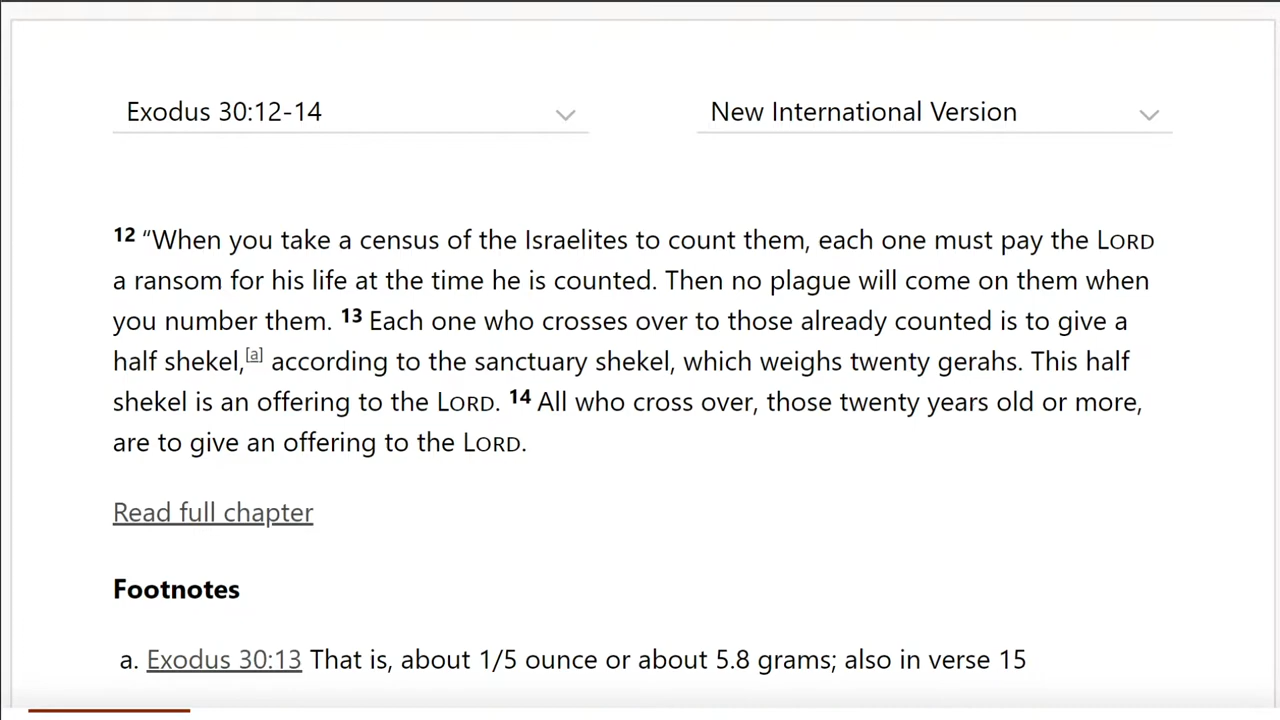 Exodus 30:12-14
New International Version
12 “When you take a census of the Israelites to count them, each one must pay the LORD
a ransom for his life at the time he is counted. Then no plague will come on them when
you number them. 13 Each one who crosses over to those already counted is to give a
half shekel,[a] according to the sanctuary shekel, which weighs twenty gerahs. This half
shekel is an offering to the LORD. 14 All who cross over, those twenty years old or more,
are to give an offering to the LORD.
Read full chapter
Footnotes
a. Exodus 30:13 That is, about 1/5 ounce or about 5.8 grams; also in verse 15